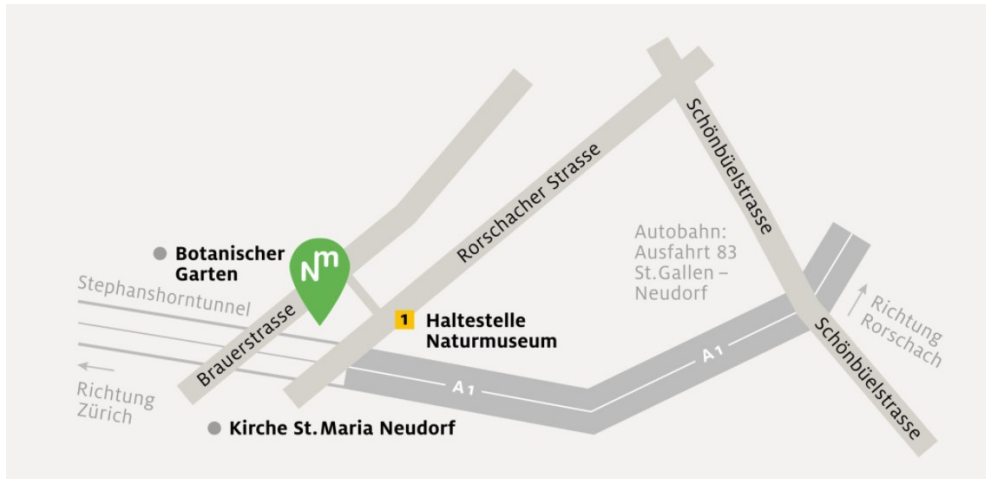 Schönbüelstrasse
Rorschacher Strasse
Autobahn:
Ausfahrt 83
St.Gallen –
Neudorf
Botanischer
Garten
Nm
Stephanshorntunnel
Brauerstrasse
1 Haltestelle
Naturmuseum
Richtung
Rorschach
Schönbüelstrasse
A1
A1
Richtung
Zürich
Kirche St. Maria Neudorf